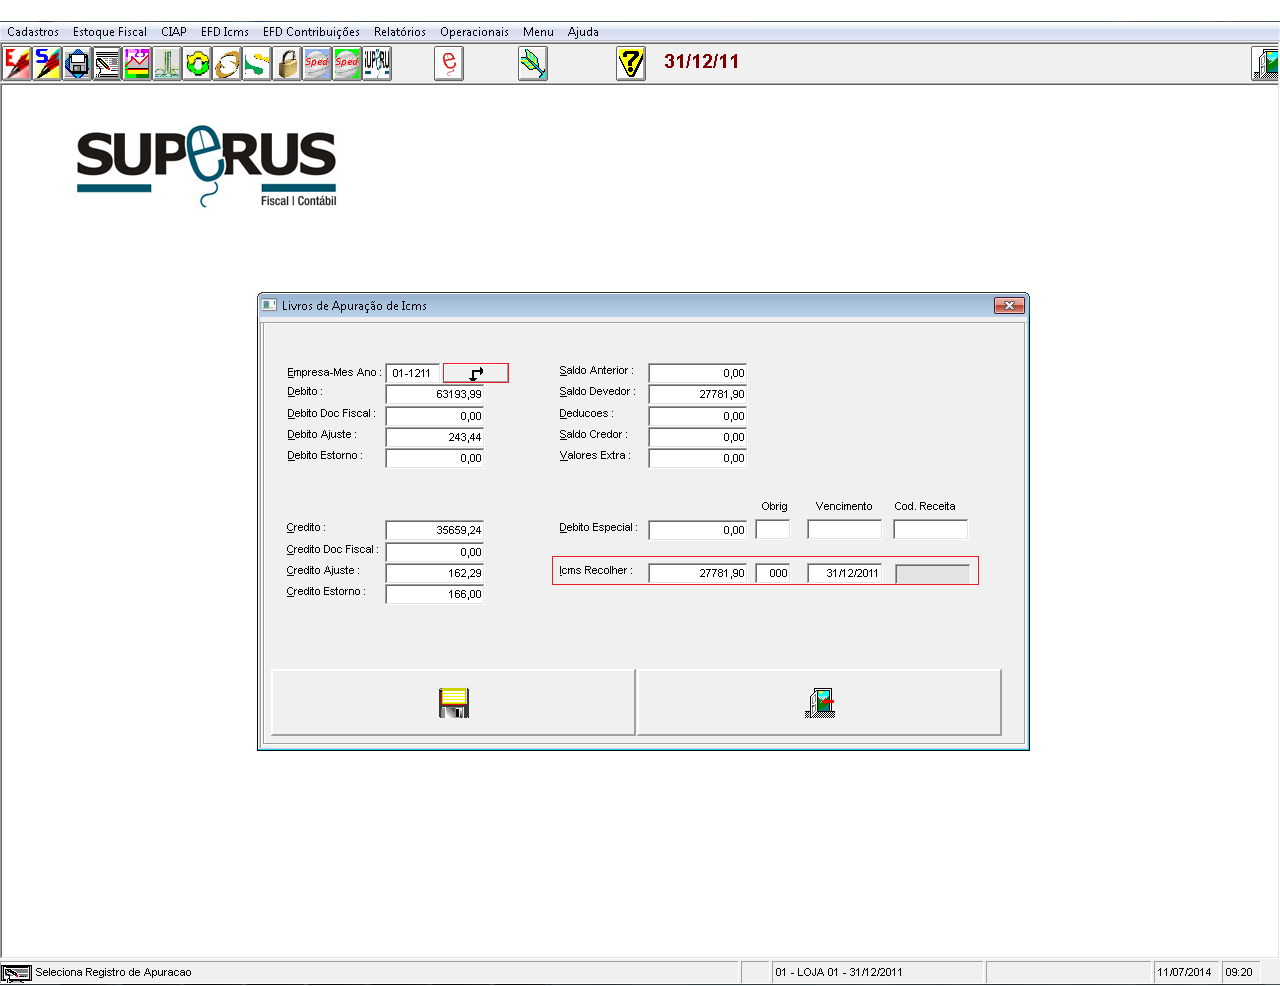 Cadastros Estoque Fiscal CIAP EFD Icms EFD Contribuições Relatórios Operacionais Menu Ajuda
E S 1,23 Sped Sped SUPERU e ? 31/12/11
SUPeRUS
Fiscal | Contábil
Livros de Apuração de Icms
Empresa-Mes Ano : 01-1211 Saldo Anterior : 0,00
Debito : 63193,99 Saldo Devedor : 27781,90
Debito Doc Fiscal : 0,00 Deducoes : 0,00
Debito Ajuste : 243,44 Saldo Credor : 0,00
Debito Estorno : 0,00 Valores Extra : 0,00
Obrig Vencimento Cod. Receita
Credito : 35659,24 Debito Especial : 0,00
Credito Doc Fiscal : 0,00
Credito Ajuste : 162,29 Icms Recolher : 27781,90 000 31/12/2011
Credito Estorno : 166,00
Seleciona Registro de Apuracao 01 - LOJA 01 - 31/12/2011 11/07/2014 09:20